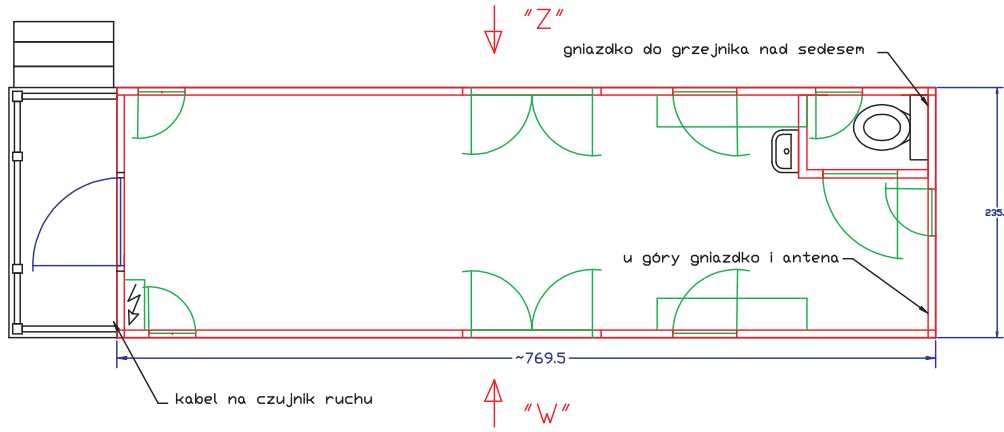 "Z"
gniazdko do grzejnika nad sedesem
235.
u góry gniazdko i antena
~769.5
kabel na czujnik ruchu
"W"